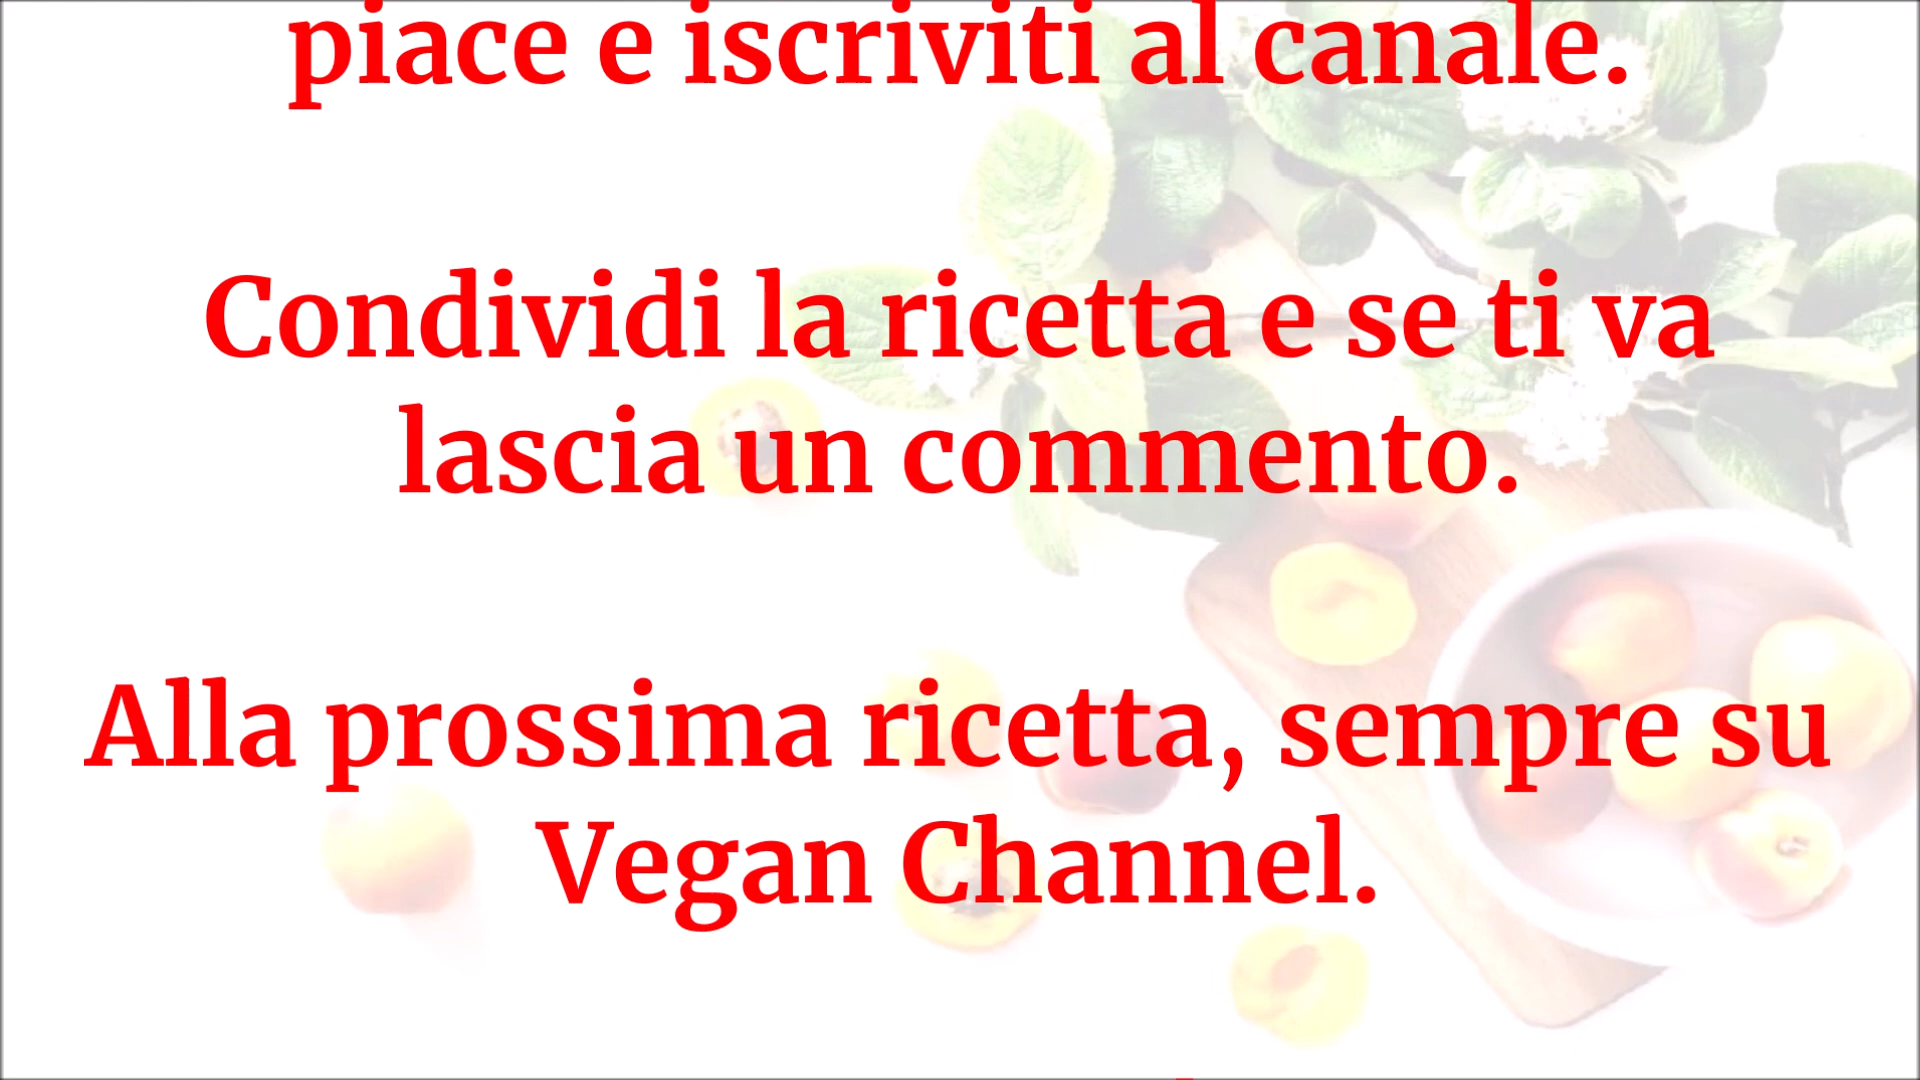 piace e iscriviti al canale.
Condividi la ricetta e se ti va
lascia un commento.
Alla prossima ricetta, sempre su
Vegan Channel.